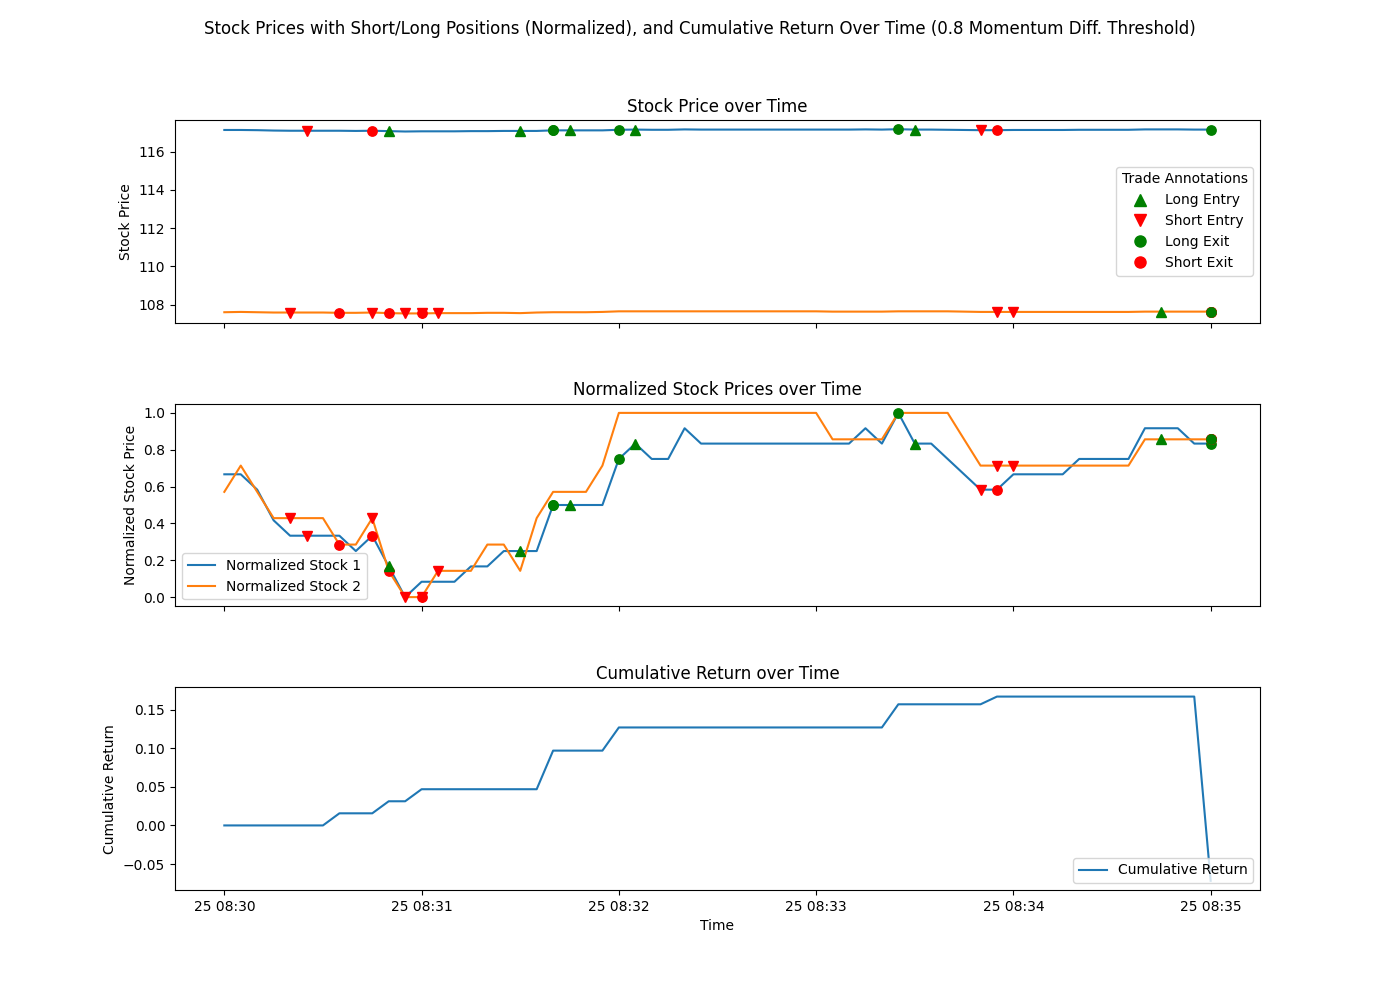 Stock Prices with Short/Long Positions (Normalized), and Cumulative Return Over Time (0.8 Momentum Diff. Threshold)
Stock Price over Time
Stock Price
116
114
112
110
108
Trade Annotations
Long Entry
Short Entry
Long Exit
Short Exit
Normalized Stock Prices over Time
Normalized Stock Price
1.0
0.8
0.6
0.4
0.2
0.0
Normalized Stock 1
Normalized Stock 2
Cumulative Return over Time
Cumulative Return
0.15
0.10
0.05
0.00
−0.05
Cumulative Return
25 08:30
25 08:31
25 08:32
25 08:33
25 08:34
25 08:35
Time